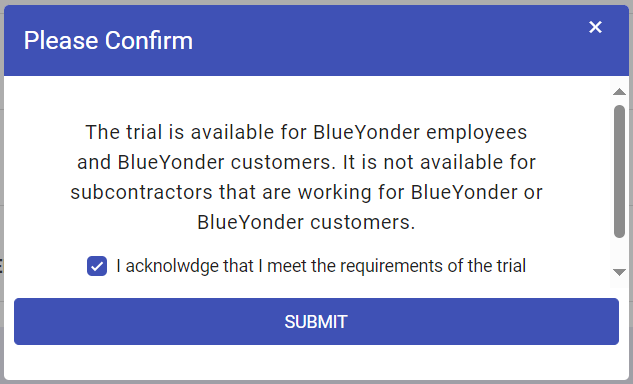 Please Confirm
The trial is available for BlueYonder employees
and BlueYonder customers. It is not available for
subcontractors that are working for BlueYonder or
BlueYonder customers.
I acknolwdge that I meet the requirements of the trial
SUBMIT